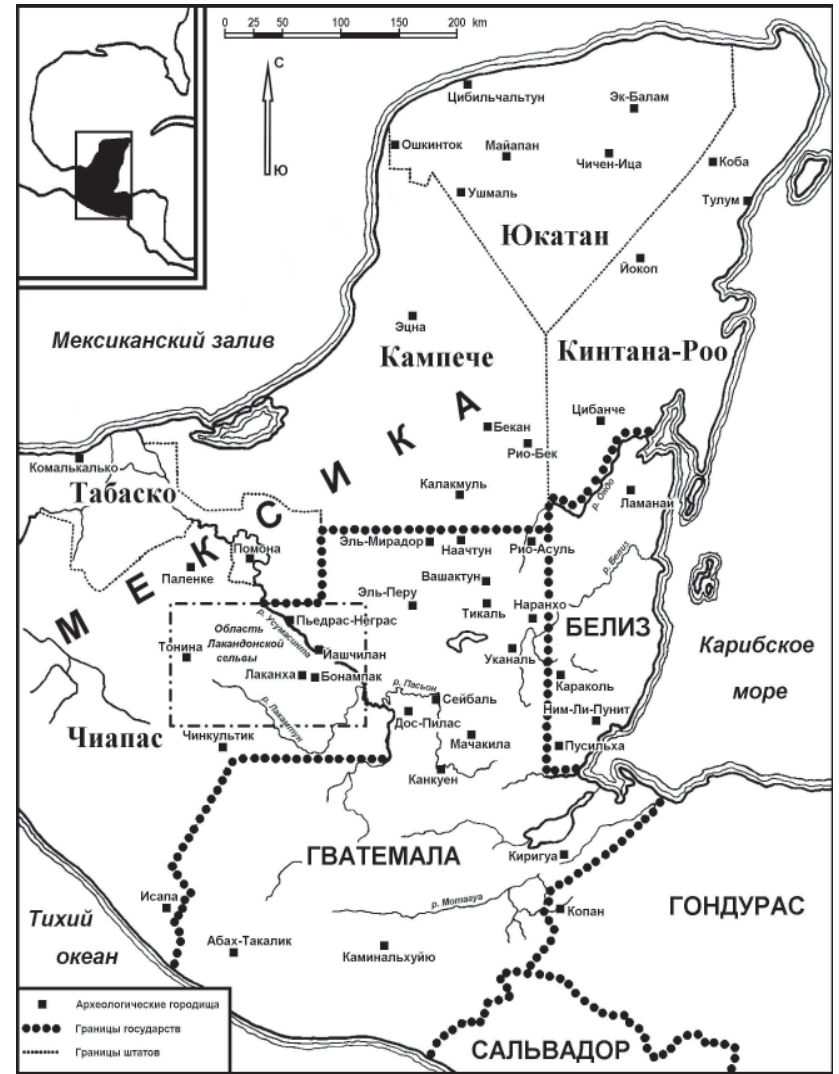 0 25 50 100 150 200 km
С
Ю
Цибильчальтун
Эк-Балам
Ошкинток
Майапан
Чичен-Ица
Коба
Ушмаль
Тулум
Юкатан
Йокоп
Эцна
Мексиканский залив
Кампече
Кинтана-Роо
Цибанче
Бекан
Рио-Бек
Комалькалько
Табаско
Калакмуль
р. Ондо
Ламанай
МЕКСИКА
Помона
Эль-Мирадор
Наачтун
Рио-Асуль
Паленке
р. Белиз
Вашактун
Эль-Перу
Тикаль
Наранхо
р. Усумасинта
Пьедрас-Неграс
БЕЛИЗ
Область
Лакандонской
сельвы
Тонина
Йашчилан
Уканаль
Карибское
море
Лаканха
Бонампак
р. Пасьон
Сейбаль
Караколь
р. Лакантун
Дос-Пилас
Ним-Ли-Пунит
Чиапас
Чинкультик
Мачакила
Пусильха
Канкуен
ГВАТЕМАЛА
Киригуа
Исапа
р. Мотагуа
Копан
ГОНДУРАС
Тихий
океан
Абах-Такалик
Каминальхуйю
Археологические городища
Границы государств
Границы штатов
САЛЬВАДОР